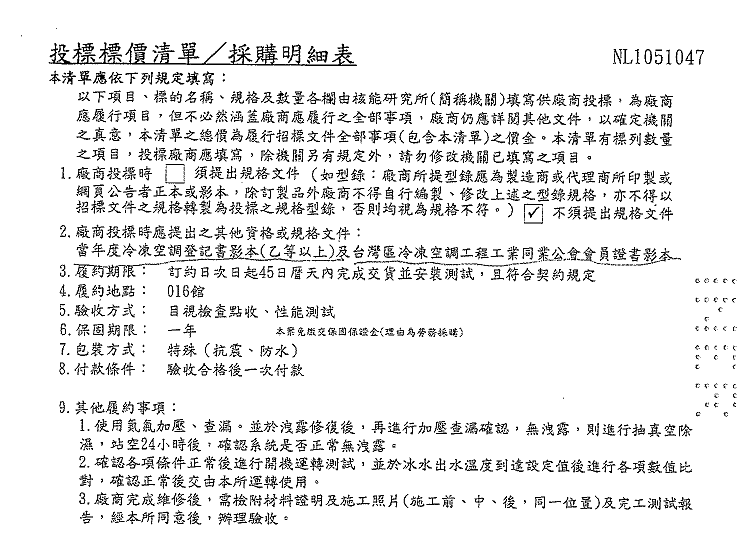 投標標價清單／採購明細表 NL1051047
本清單應依下列規定填寫：
以下項目、標的名稱、規格及數量各欄由核能研究所(簡稱機關)填寫供廠商投標，為廠商
應履行項目，但不必然涵蓋廠商應履行之全部事項，廠商仍應詳閱其他文件，以確定機關
之真意，本清單之總價為履行招標文件全部事項(包含本清單)之價金。本清單有標列數量
之項目，投標廠商應填寫，除機關另有規定外，請勿修改機關已填寫之項目。
1.廠商投標時 □ 須提出規格文件（如型錄：廠商所提型錄應為製造商或代理商所印製或
網頁公告者正本或影本，除訂製品外廠商不得自行編製、修改上述之型錄規格，亦不得以
招標文件之規格轉製為投標之規格型錄，否則均視為規格不符。） ☑ 不須提出規格文件
2.廠商投標時應提出之其他資格或規格文件：
當年度冷凍空調登記書影本(乙等以上)及台灣區冷凍空調工程工業同業公會會員證書影本
3.履約期限： 訂約日次日起45日曆天內完成交貨並安裝測試，且符合契約規定
4.履約地點： 016館
5.驗收方式： 目視檢查點收、性能測試
6.保固期限： 一年 本案免繳交保固保證金(理由為勞務採購)
7.包裝方式： 特殊（抗震、防水）
8.付款條件： 驗收合格後一次付款
9.其他履約事項：
1.使用氮氣加壓、查漏。並於洩露修復後，再進行加壓查漏確認，無洩露，則進行抽真空除
濕，站空24小時後，確認系統是否正常無洩露。
2.確認各項條件正常後進行開機運轉測試，並於冰水出水溫度到達設定值後進行各項數值比
對，確認正常後交由本所運轉使用。
3.廠商完成維修後，需檢附材料證明及施工照片(施工前、中、後，同一位置)及完工測試報
告，經本所同意後，辦理驗收。